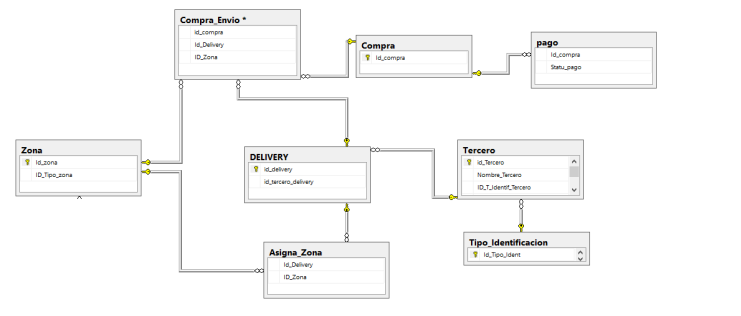 Compra_Envio *
id_compra
Id_Delivery
ID_Zona
Compra
Id_compra
pago
Id_compra
Statu_pago
Zona
Id_zona
ID_Tipo_zona
DELIVERY
id_delivery
id_tercero_delivery
Tercero
id_Tercero
Nombre_Tercero
ID_T_Identif_Tercero
Asigna_Zona
Id_Delivery
ID_Zona
Tipo_Identificacion
Id_Tipo_Ident